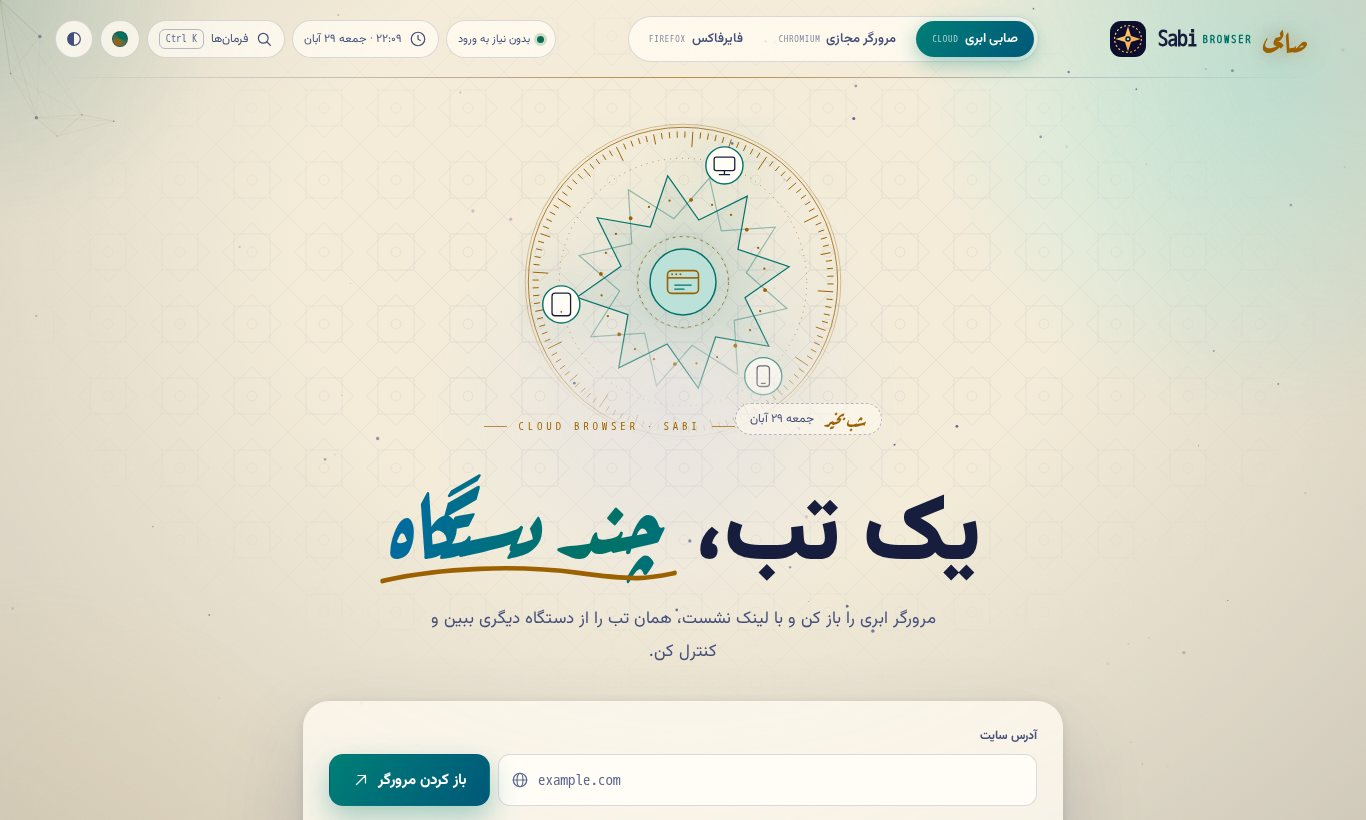 صابی Sabi BROWSER
صابی ابری CLOUD
مرورگر مجازی CHROMIUM
فایرفاکس FIREFOX
بدون نیاز به ورود
۲۲:۰۹ · جمعه ۲۹ آبان
فرمان‌ها Ctrl K
شب بخیر جمعه ۲۹ آبان
CLOUD BROWSER · SABI
یک تب، چند دستگاه
مرورگر ابری را باز کن و با لینک نشست، همان تب را از دستگاه دیگری ببین و
کنترل کن.
آدرس سایت
example.com
باز کردن مرورگر